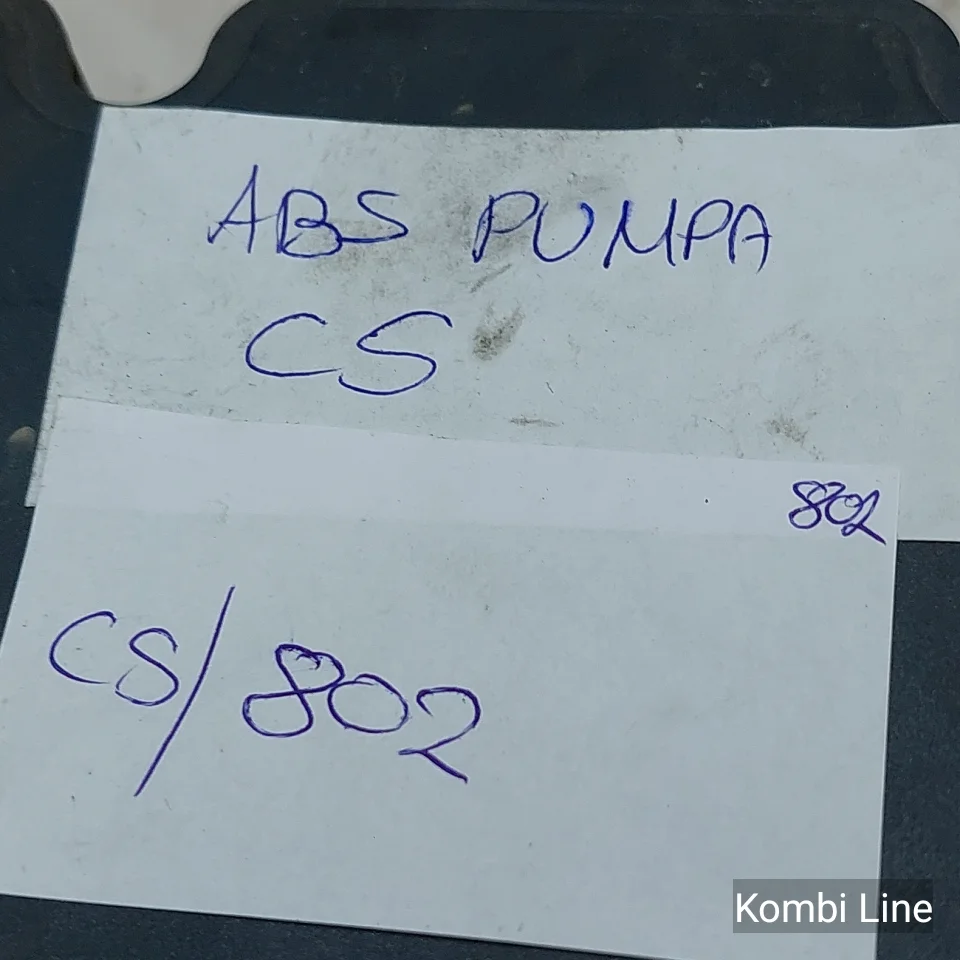 ABS PUMPA
CS
802
CS/802
Kombi Line